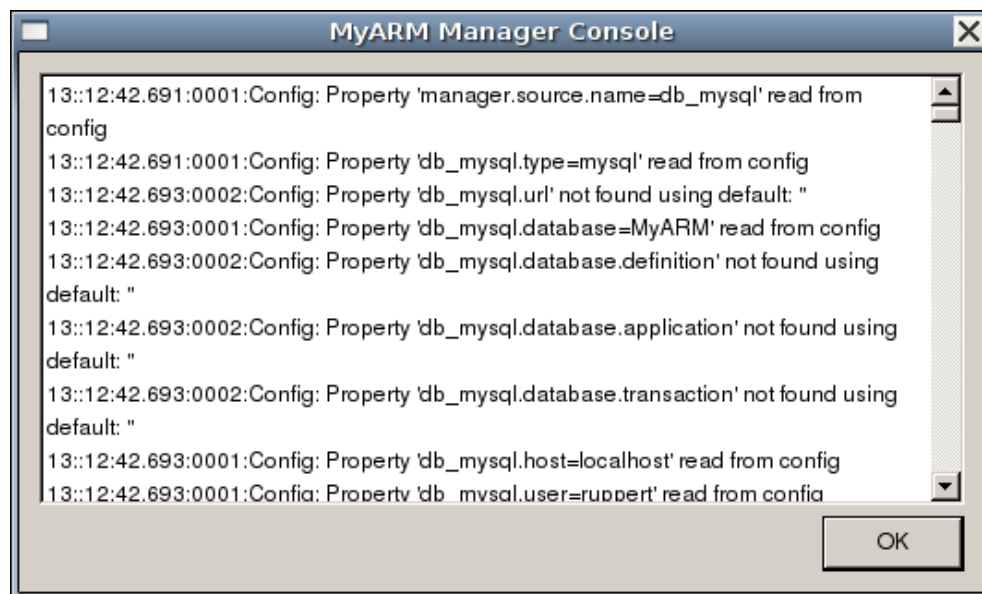 MyARM Manager Console
13::12:42.691:0001:Config: Property 'manager.source.name=db_mysql' read from
config
13::12:42.691:0001:Config: Property 'db_mysql.type=mysql' read from config
13::12:42.693:0002:Config: Property 'db_mysql.url' not found using default: ''
13::12:42.693:0001:Config: Property 'db_mysql.database=MyARM' read from config
13::12:42.693:0002:Config: Property 'db_mysql.database.definition' not found using
default: ''
13::12:42.693:0002:Config: Property 'db_mysql.database.application' not found using
default: ''
13::12:42.693:0002:Config: Property 'db_mysql.database.transaction' not found using
default: ''
13::12:42.693:0001:Config: Property 'db_mysql.host=localhost' read from config
13::12:42.693:0001:Config: Property 'db_mysql.user=ruppert' read from config
OK